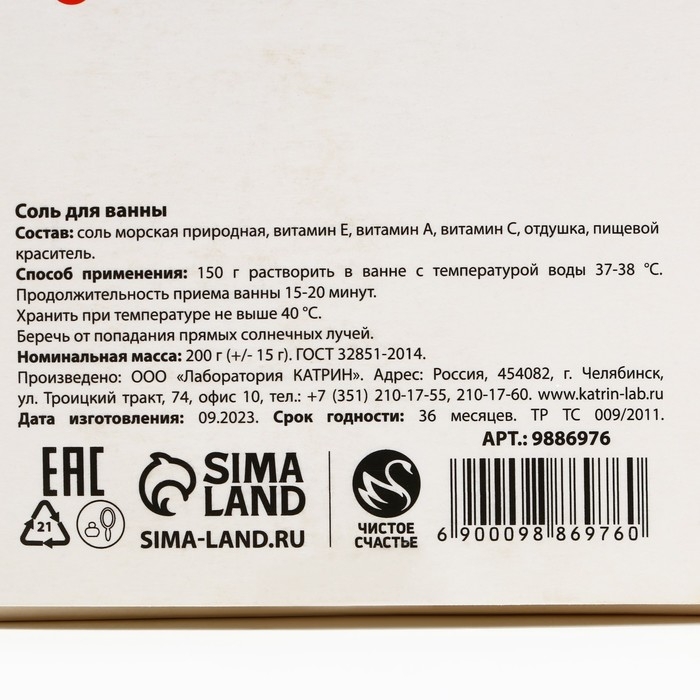 Соль для ванны
Состав: соль морская природная, витамин Е, витамин А, витамин С, отдушка, пищевой
краситель.
Способ применения: 150 г растворить в ванне с температурой воды 37-38 °С.
Продолжительность приема ванны 15-20 минут.
Хранить при температуре не выше 40 °С.
Беречь от попадания прямых солнечных лучей.
Номинальная масса: 200 г (+/- 15 г). ГОСТ 32851-2014.
Произведено: ООО «Лаборатория КАТРИН». Адрес: Россия, 454082, г. Челябинск,
ул. Троицкий тракт, 74, офис 10, тел.: +7 (351) 210-17-55, 210-17-60. www.katrin-lab.ru
Дата изготовления: 09.2023. Срок годности: 36 месяцев. ТР ТС 009/2011.
АРТ.: 9886976
EAC
21
SIMA
LAND
SIMA-LAND.RU
ЧИСТОЕ
СЧАСТЬЕ
6 900098 869760